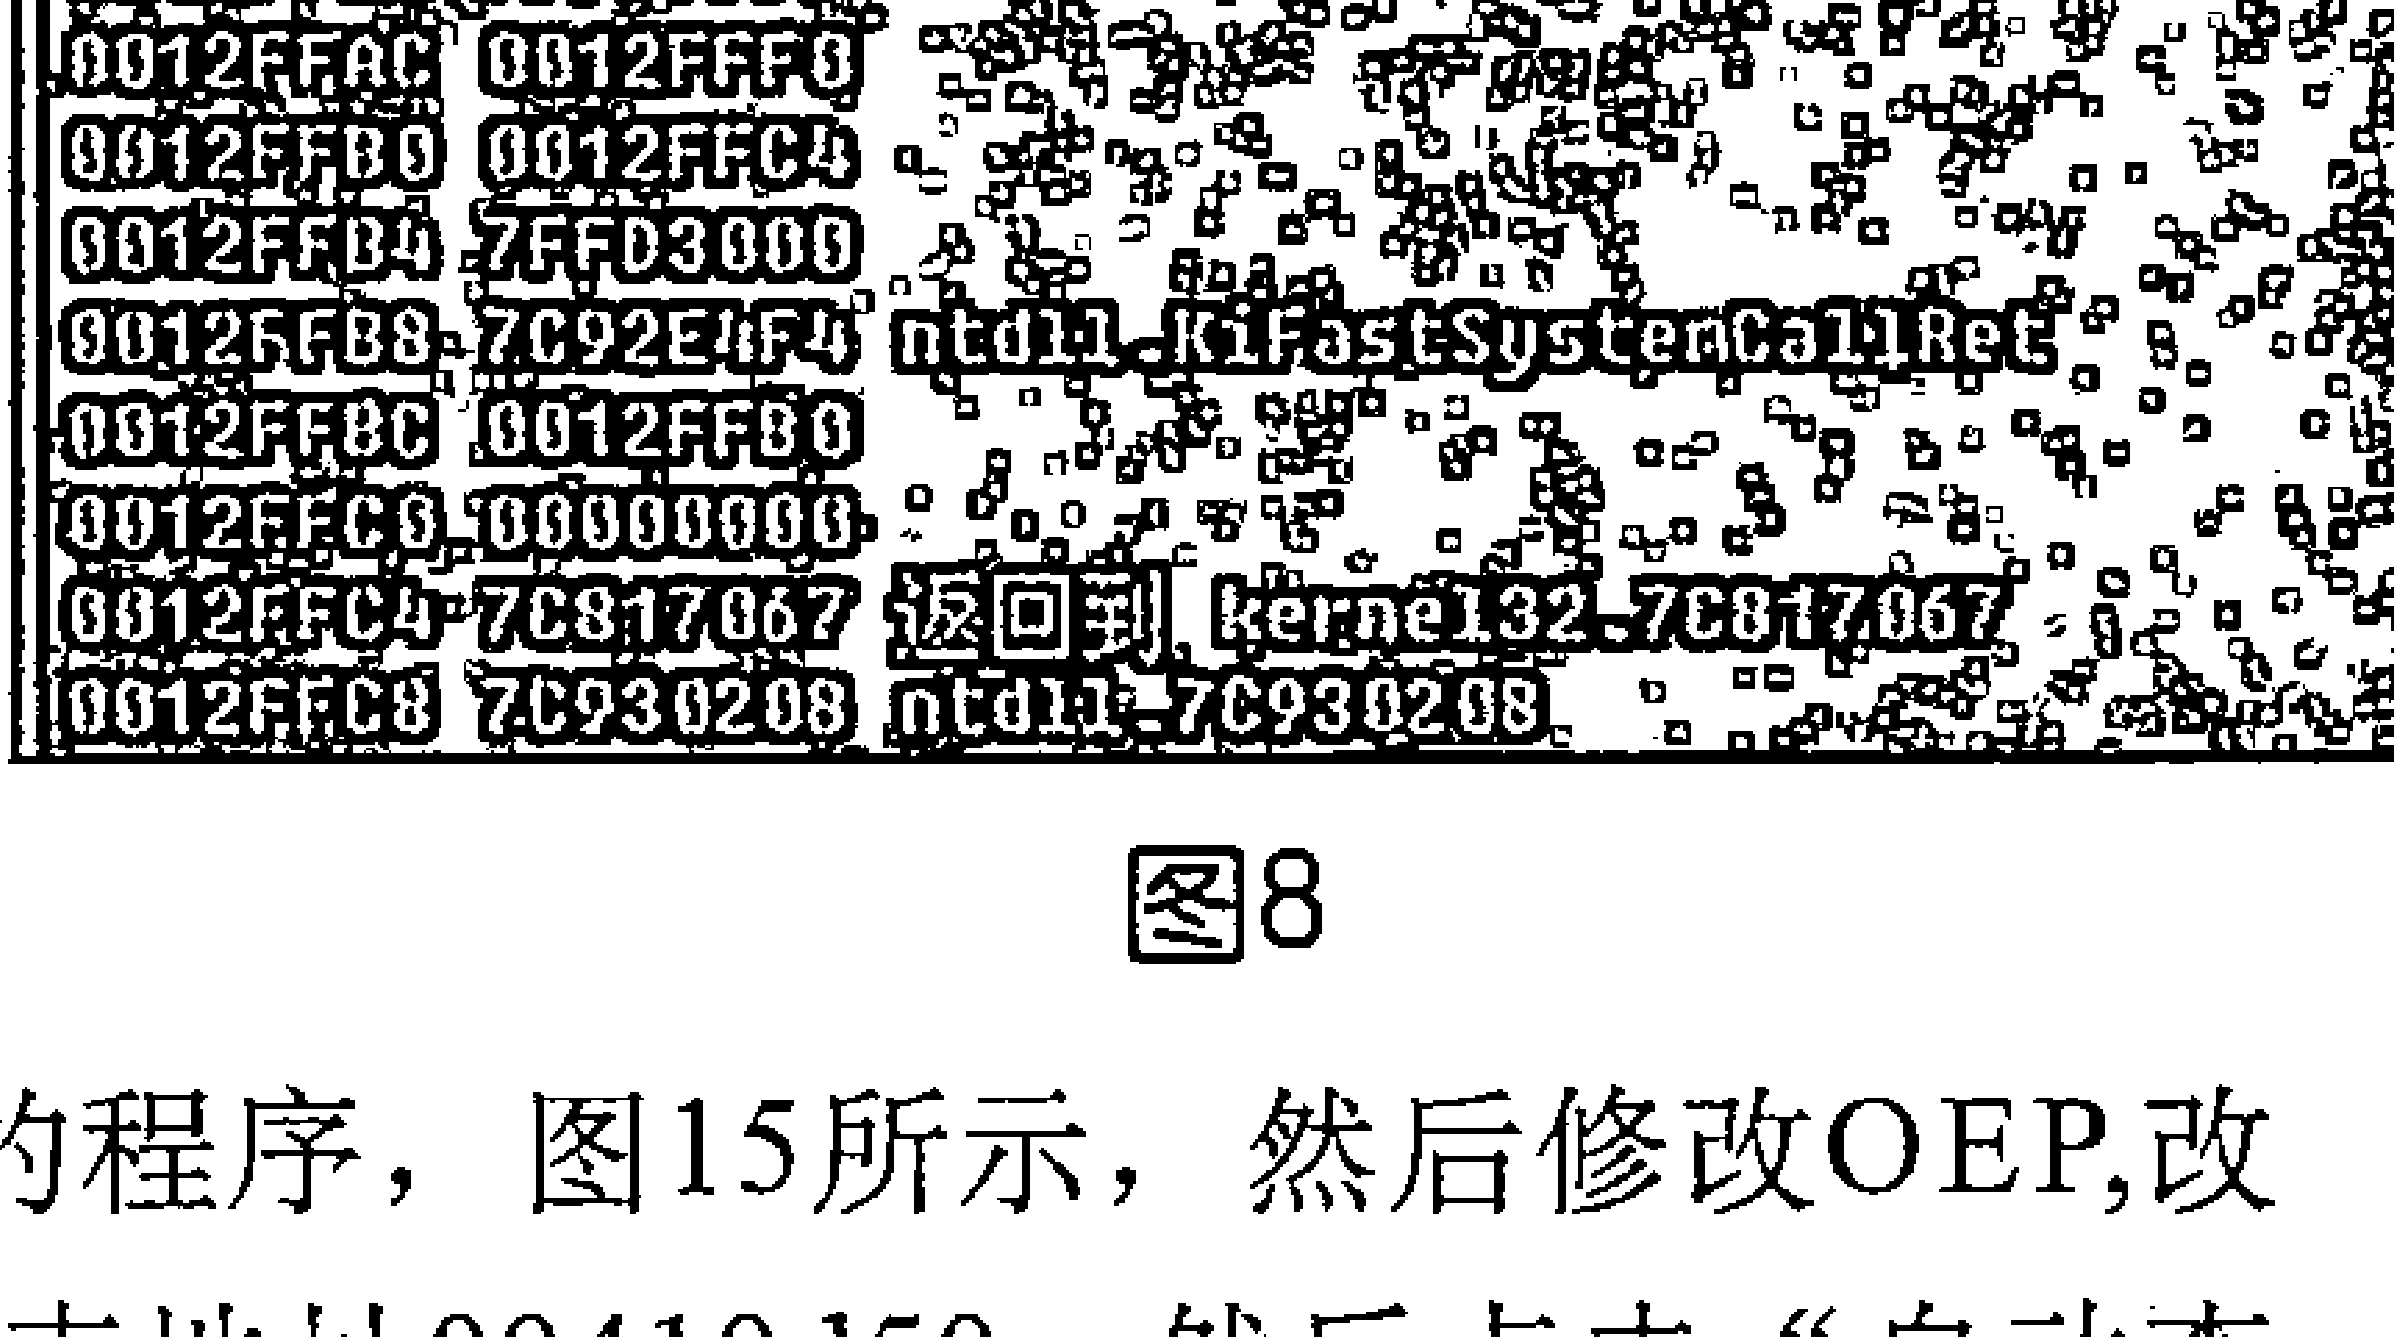 0012FFAC 0012FFF0
0012FFB0 0012FFC4
0012FFB4 7FFD3000
0012FFB8 7C92E4F4 ntdll.KiFastSystemCallRet
0012FFBC 0012FFB0
0012FFC0 00000000
0012FFC4 7C817067 返回到 kernel32.7C817067
0012FFC8 7C930208 ntdll.7C930208
图8
的程序，图15所示，然后修改OEP,改